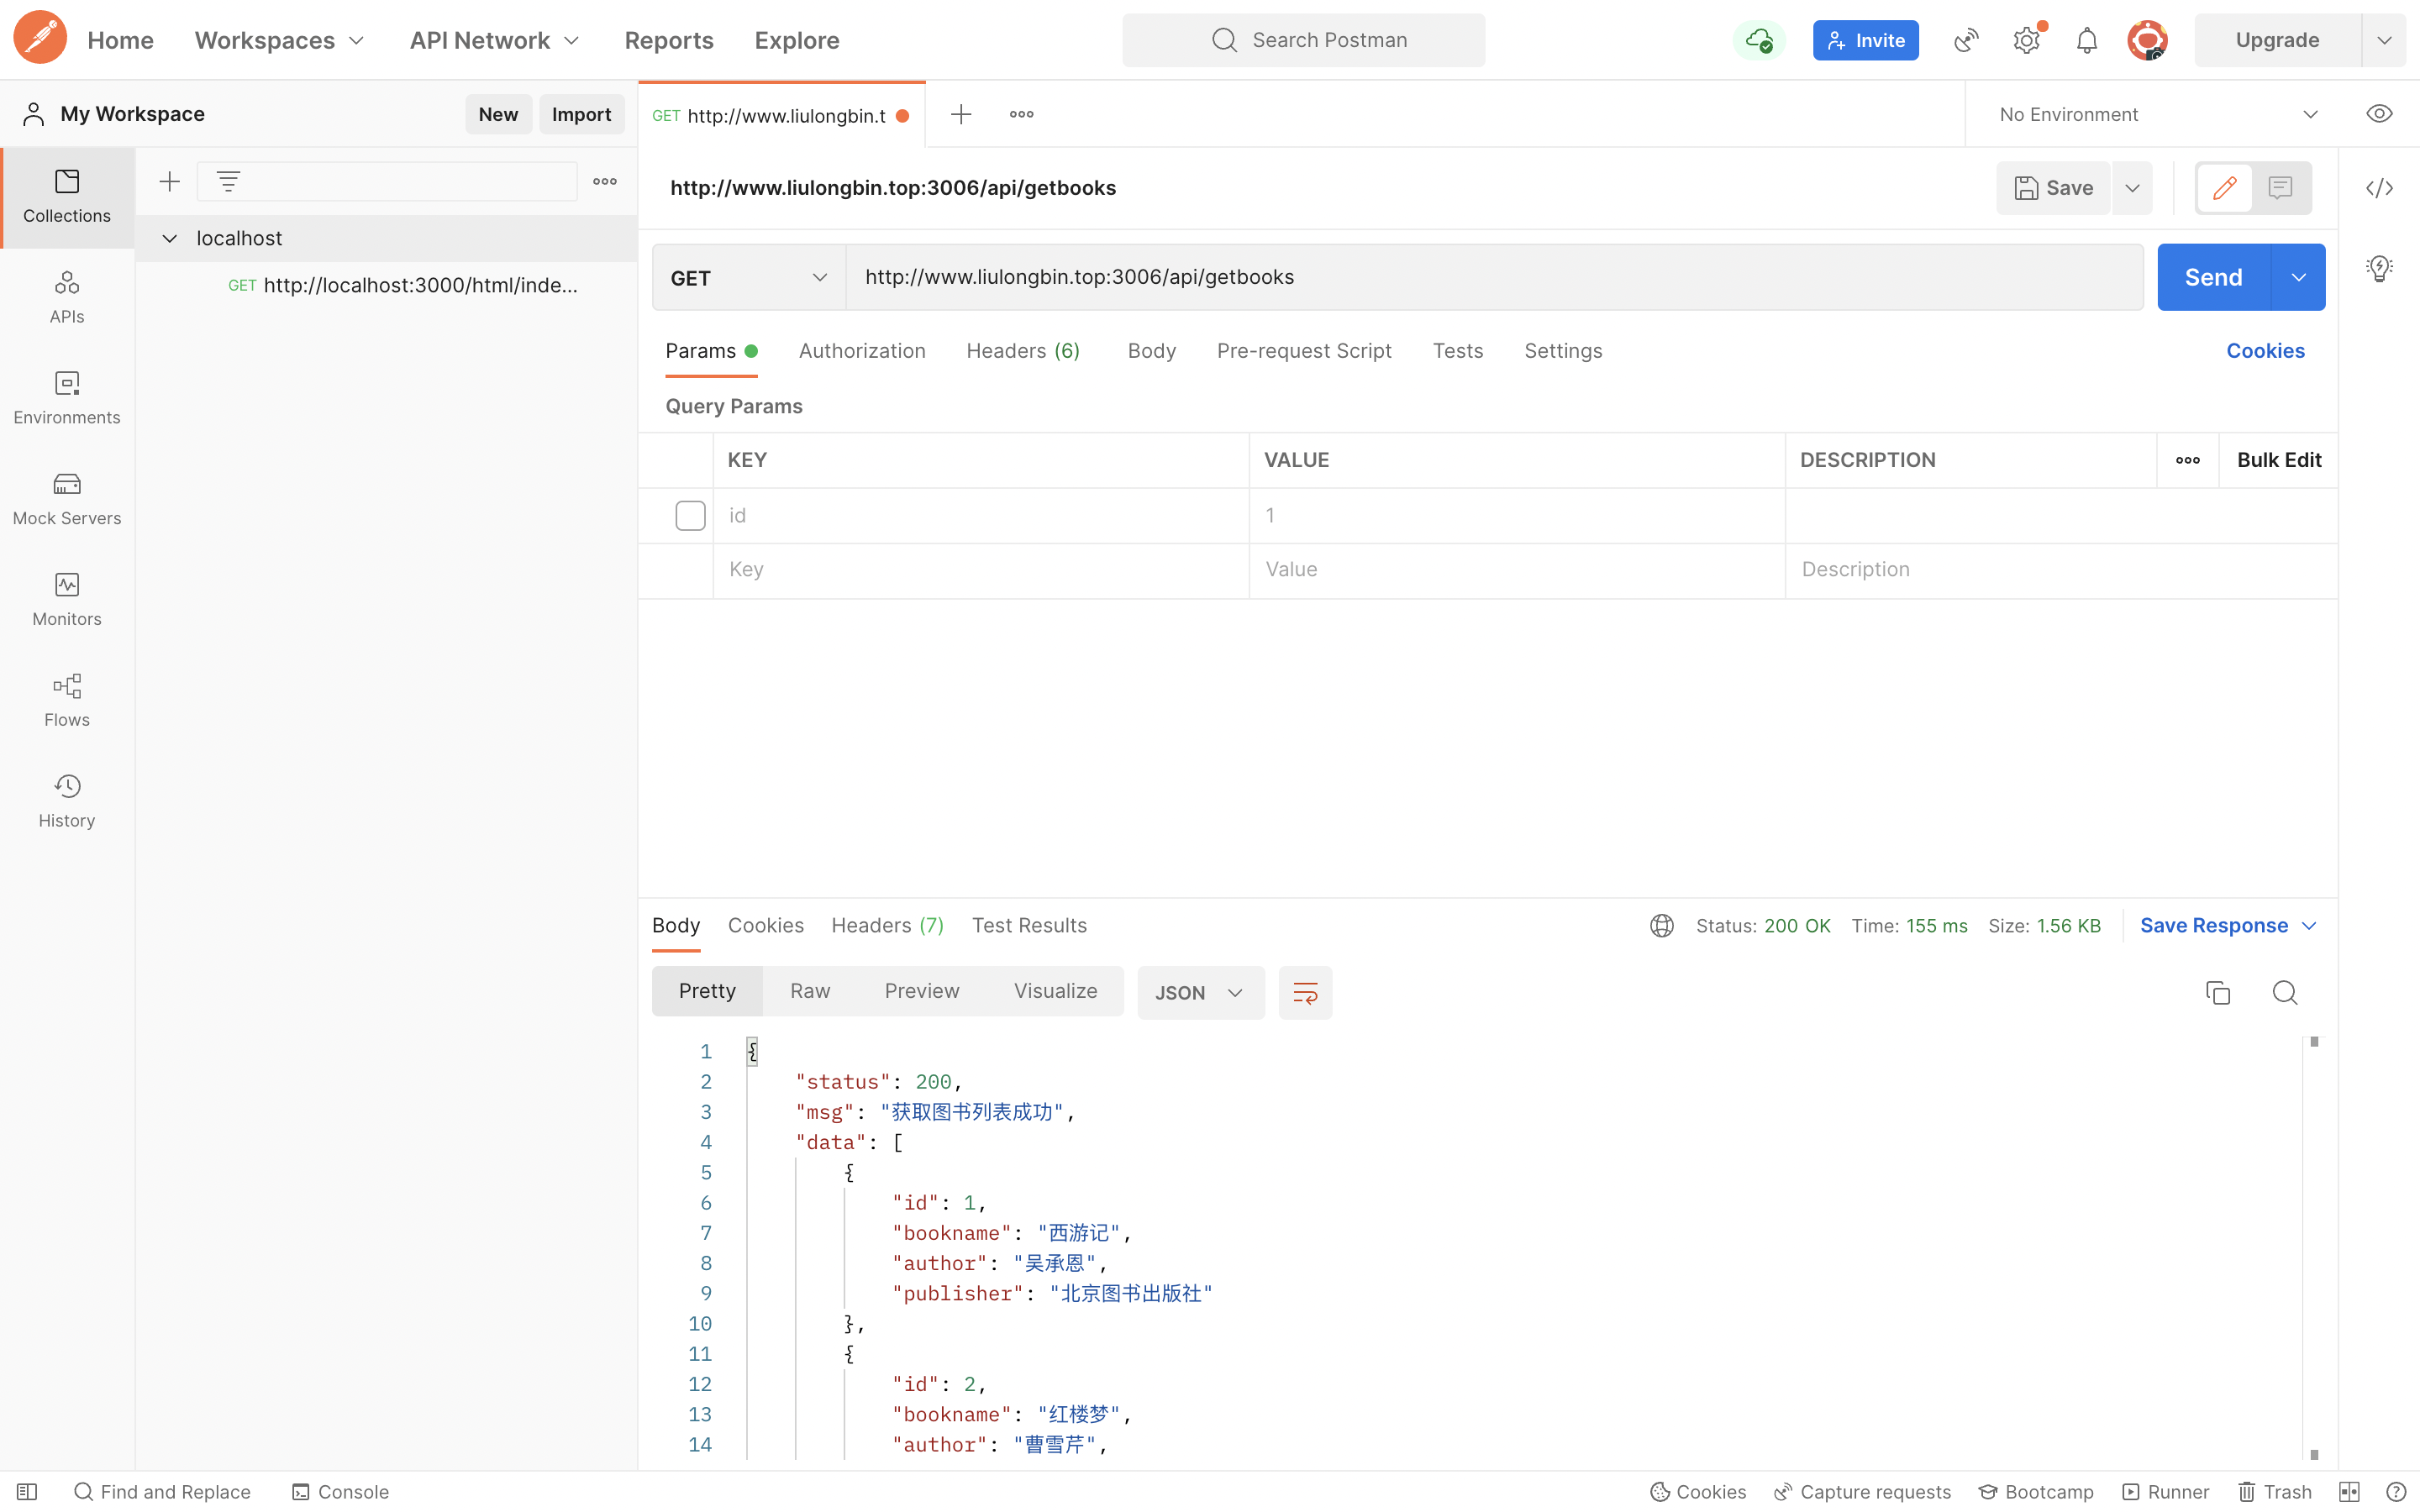 Home Workspaces API Network Reports Explore Search Postman Invite Upgrade
My Workspace New Import GET http://www.liulongbin.t No Environment
http://www.liulongbin.top:3006/api/getbooks Save
Collections
localhost
GET http://localhost:3000/html/inde...
GET http://www.liulongbin.top:3006/api/getbooks Send
APIs
Params Authorization Headers (6) Body Pre-request Script Tests Settings Cookies
Query Params
Environments
KEY VALUE DESCRIPTION Bulk Edit
id 1
Mock Servers
Key Value Description
Monitors
Flows
History
Body Cookies Headers (7) Test Results Status: 200 OK Time: 155 ms Size: 1.56 KB Save Response
Pretty Raw Preview Visualize JSON
1 {
2 "status": 200,
3 "msg": "获取图书列表成功",
4 "data": [
5 {
6 "id": 1,
7 "bookname": "西游记",
8 "author": "吴承恩",
9 "publisher": "北京图书出版社"
10 },
11 {
12 "id": 2,
13 "bookname": "红楼梦",
14 "author": "曹雪芹",
Find and Replace Console Cookies Capture requests Bootcamp Runner Trash